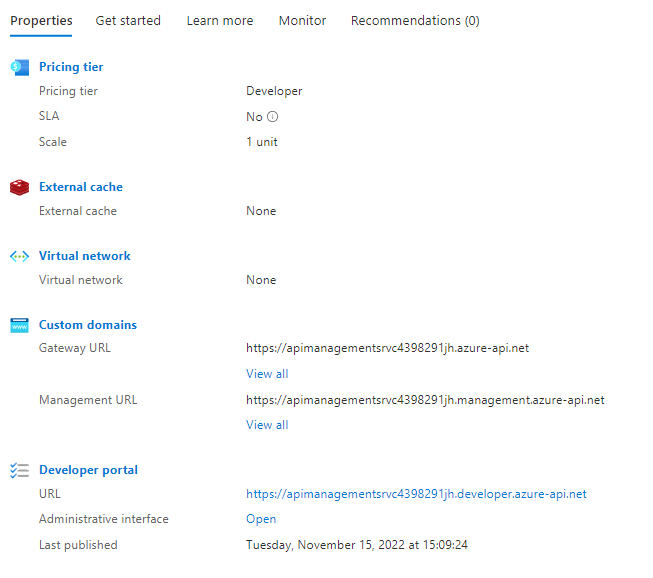 Properties Get started Learn more Monitor Recommendations (0)
Pricing tier
Pricing tier Developer
SLA No
Scale 1 unit
External cache
External cache None
Virtual network
Virtual network None
Custom domains
Gateway URL https://apimanagementsrvc4398291jh.azure-api.net
View all
Management URL https://apimanagementsrvc4398291jh.management.azure-api.net
View all
Developer portal
URL https://apimanagementsrvc4398291jh.developer.azure-api.net
Administrative interface Open
Last published Tuesday, November 15, 2022 at 15:09:24